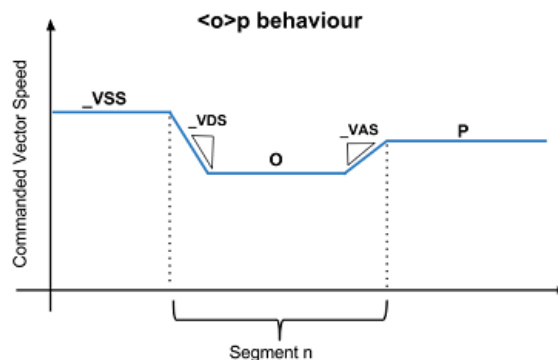 <o>p behaviour
Commanded Vector Speed
_VSS
_VDS
O
_VAS
P
Segment n